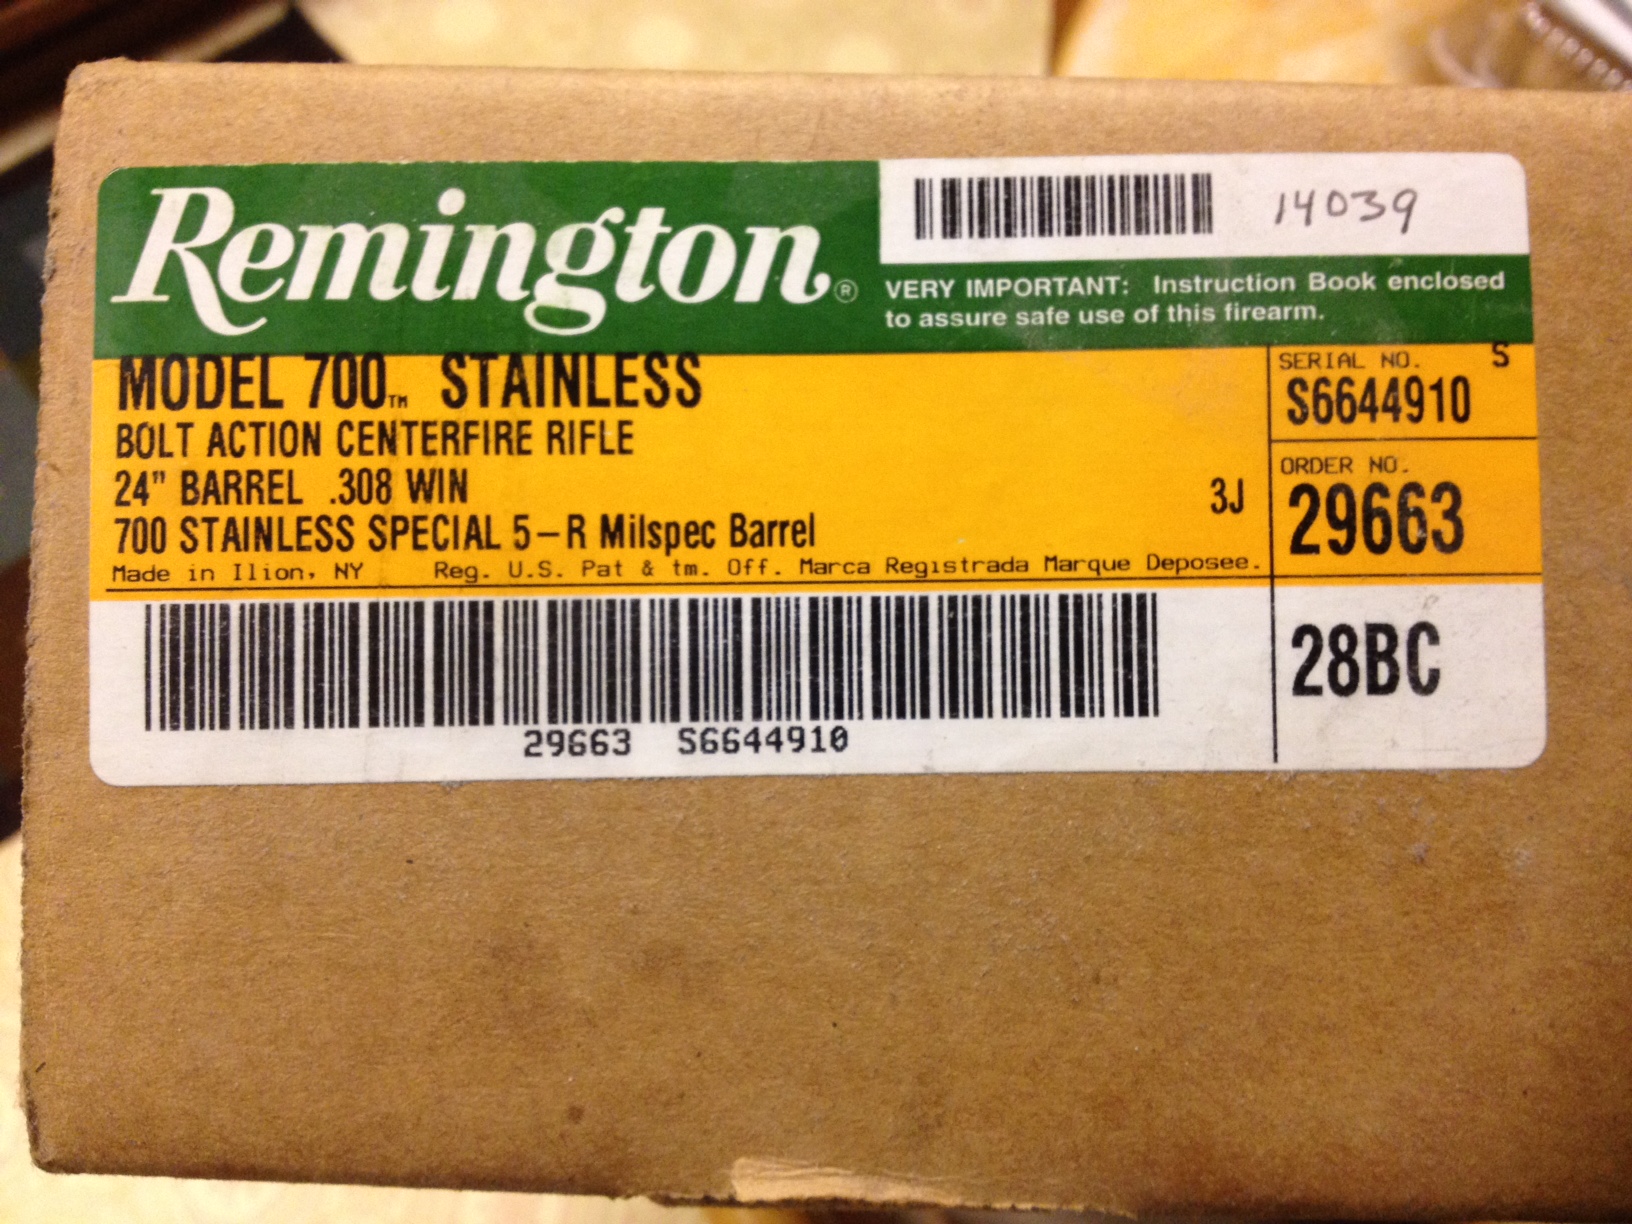 Remington®
14039
VERY IMPORTANT: Instruction Book enclosed
to assure safe use of this firearm.
MODEL 700™ STAINLESS
BOLT ACTION CENTERFIRE RIFLE
24" BARREL .308 WIN
3J
700 STAINLESS SPECIAL 5-R Milspec Barrel
Made in Ilion, NY Reg. U.S. Pat & tm. Off. Marca Registrada Marque Deposee.
SERIAL NO. S
S6644910
ORDER NO.
29663
28BC
29663 S6644910